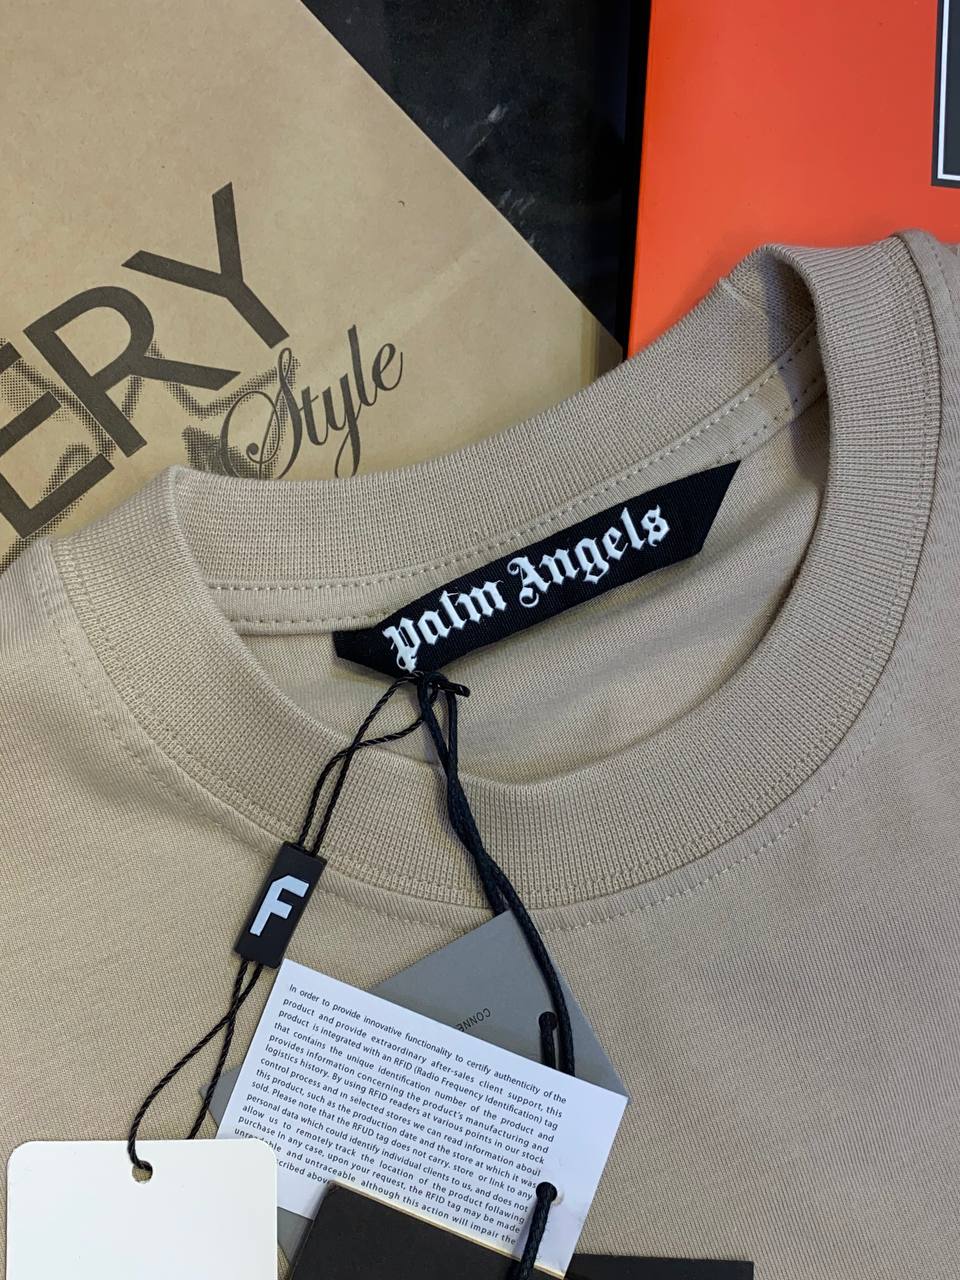 ERY
Style
Palm Angels
F
CONNE
In order to provide innovative functionality to certify authenticity of the
product and provide extraordinary after-sales client support, this
product is integrated with an RFID (Radio Frequency Identification) tag
that contains the unique identification number of the product and
provides information concerning the product's manufacturing and
logistics history. By using RFID readers at various points in our stock
control process and in selected stores we can read information about
this product, such as the production date and the store at which it was
sold. Please note that the RFUD tag does not carry, store or link to any
personal data which could identify individual clients to us, and does not
allow us to remotely track the location of the product following
purchase in any case, upon your request, the RFID tag may be made
and untraceable although this action will impair the
scribed above